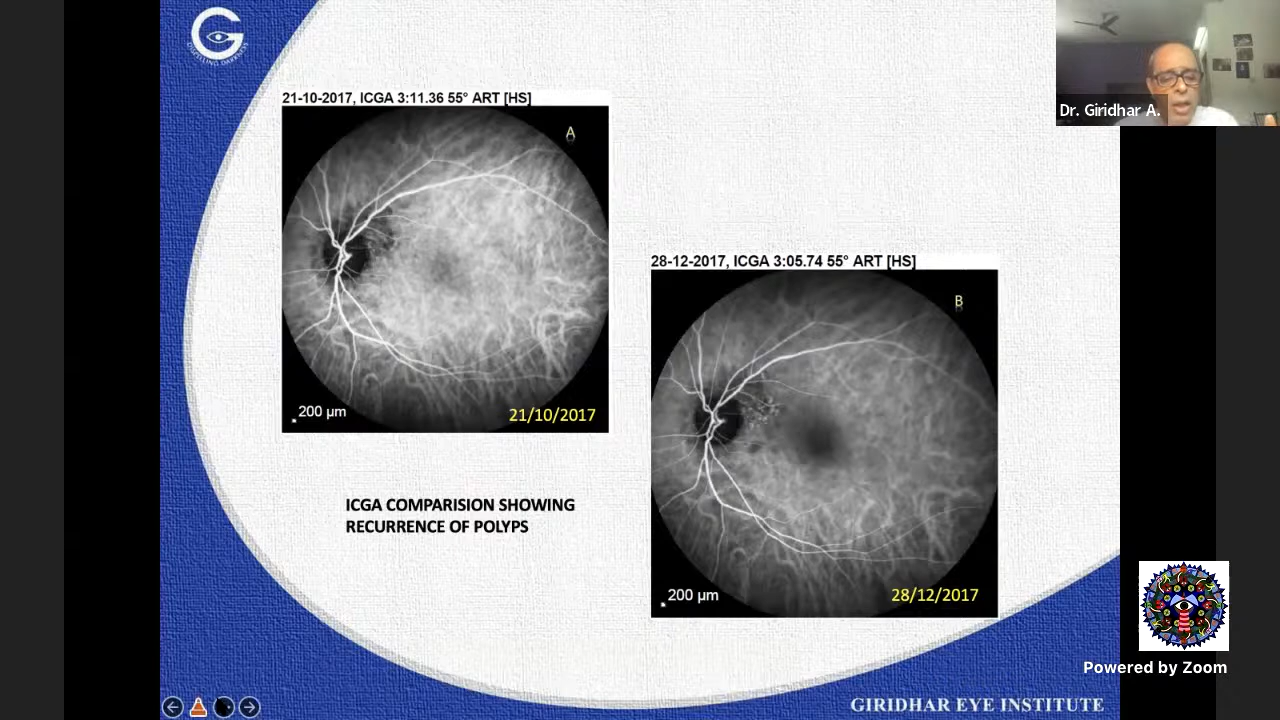 DISPELLING DARKNESS
21-10-2017, ICGA 3:11.36 55° ART [HS]
A
200 µm
21/10/2017
28-12-2017, ICGA 3:05.74 55° ART [HS]
B
200 µm
28/12/2017
ICGA COMPARISION SHOWING
RECURRENCE OF POLYPS
Dr. Giridhar A.
Powered by Zoom
GIRIDHAR EYE INSTITUTE